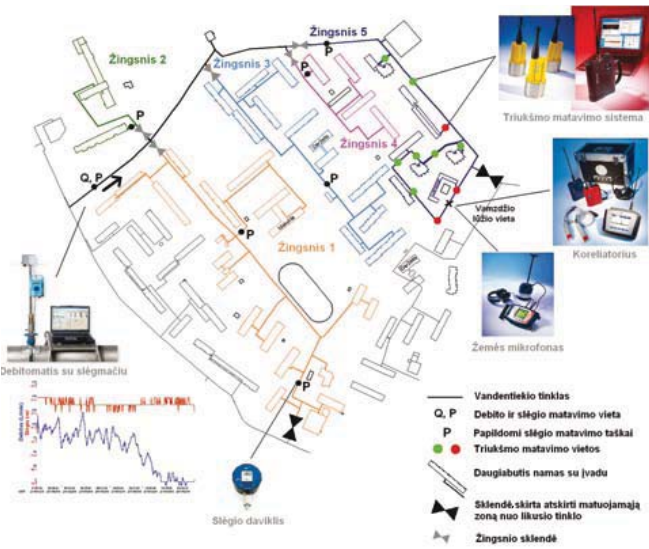 Žingsnis 5
Žingsnis 2
Žingsnis 3
P
P
P
Žingsnis 4
Q, P
P
P
Žingsnis 1
P
Triukšmo matavimo sistema
Vamzdžio
lūžio vieta
Koreliatorius
Žemės mikrofonas
Debitomatis su slėgmačiu
Slėgio daviklis
Vandentiekio tinklas
Q, P Debito ir slėgio matavimo vieta
P Papildomi slėgio matavimo taškai
Triukšmo matavimo vietos
Daugiabutis namas su įvadu
Sklendė, skirta atskirti matuojamąją
zoną nuo likusio tinklo
Žingsnio sklendė